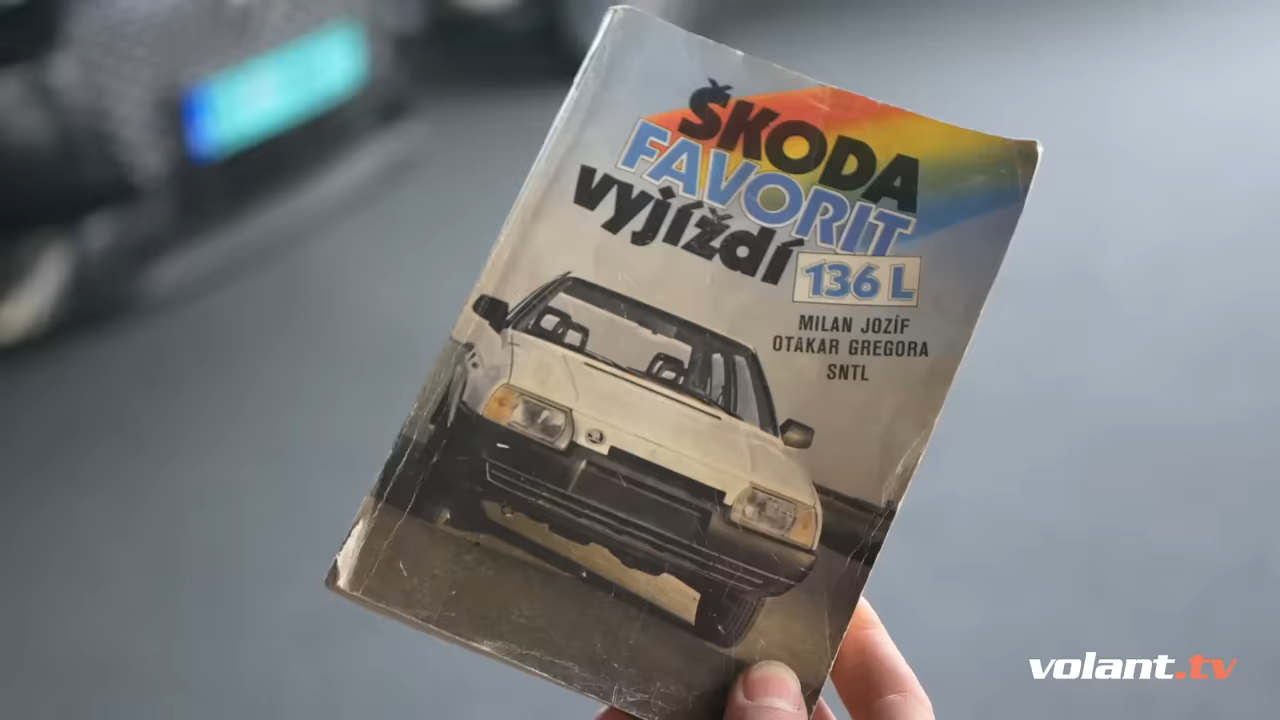 ŠKODA
FAVORIT
vyjíždí
136 L
MILAN JOZÍF
OTAKAR GREGORA
SNTL
volant.tv